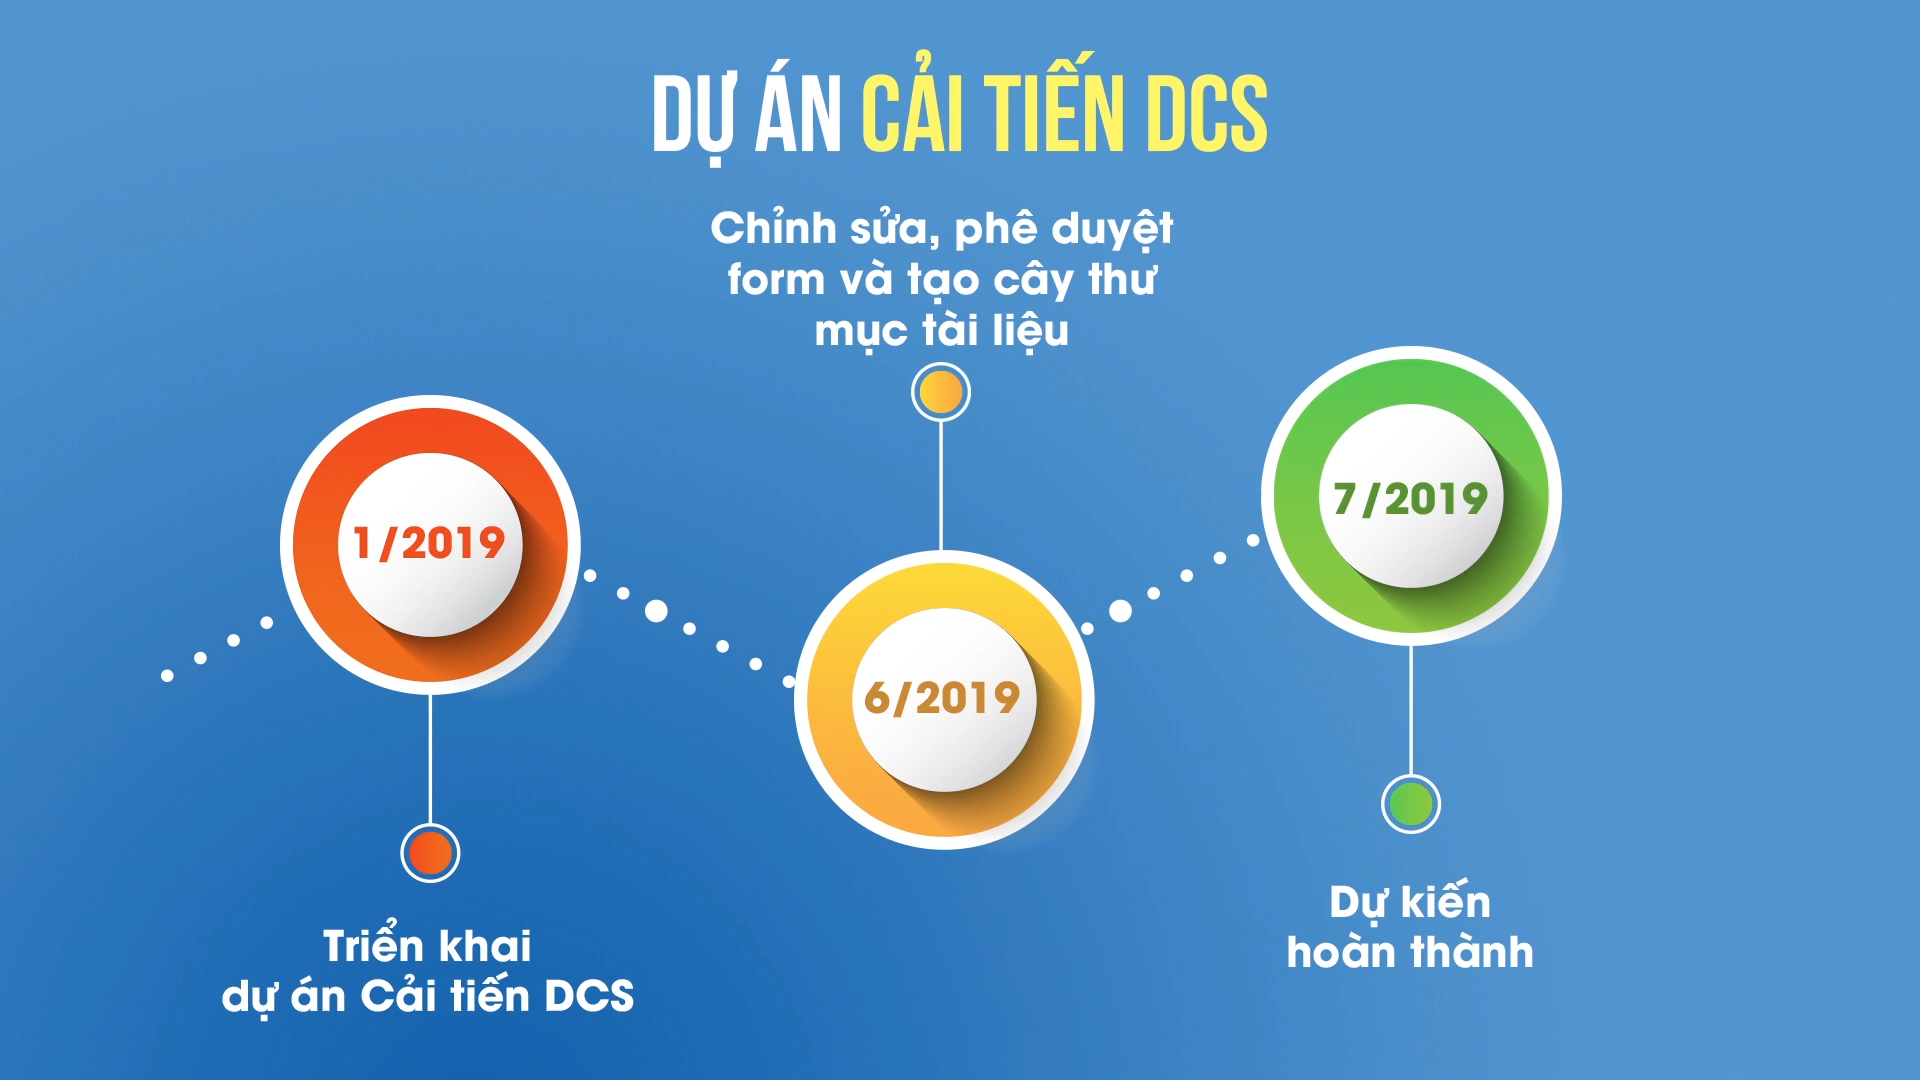 DỰ ÁN CẢI TIẾN DCS
Chỉnh sửa, phê duyệt
form và tạo cây thư
mục tài liệu
1/2019
6/2019
7/2019
Triển khai
dự án Cải tiến DCS
Dự kiến
hoàn thành